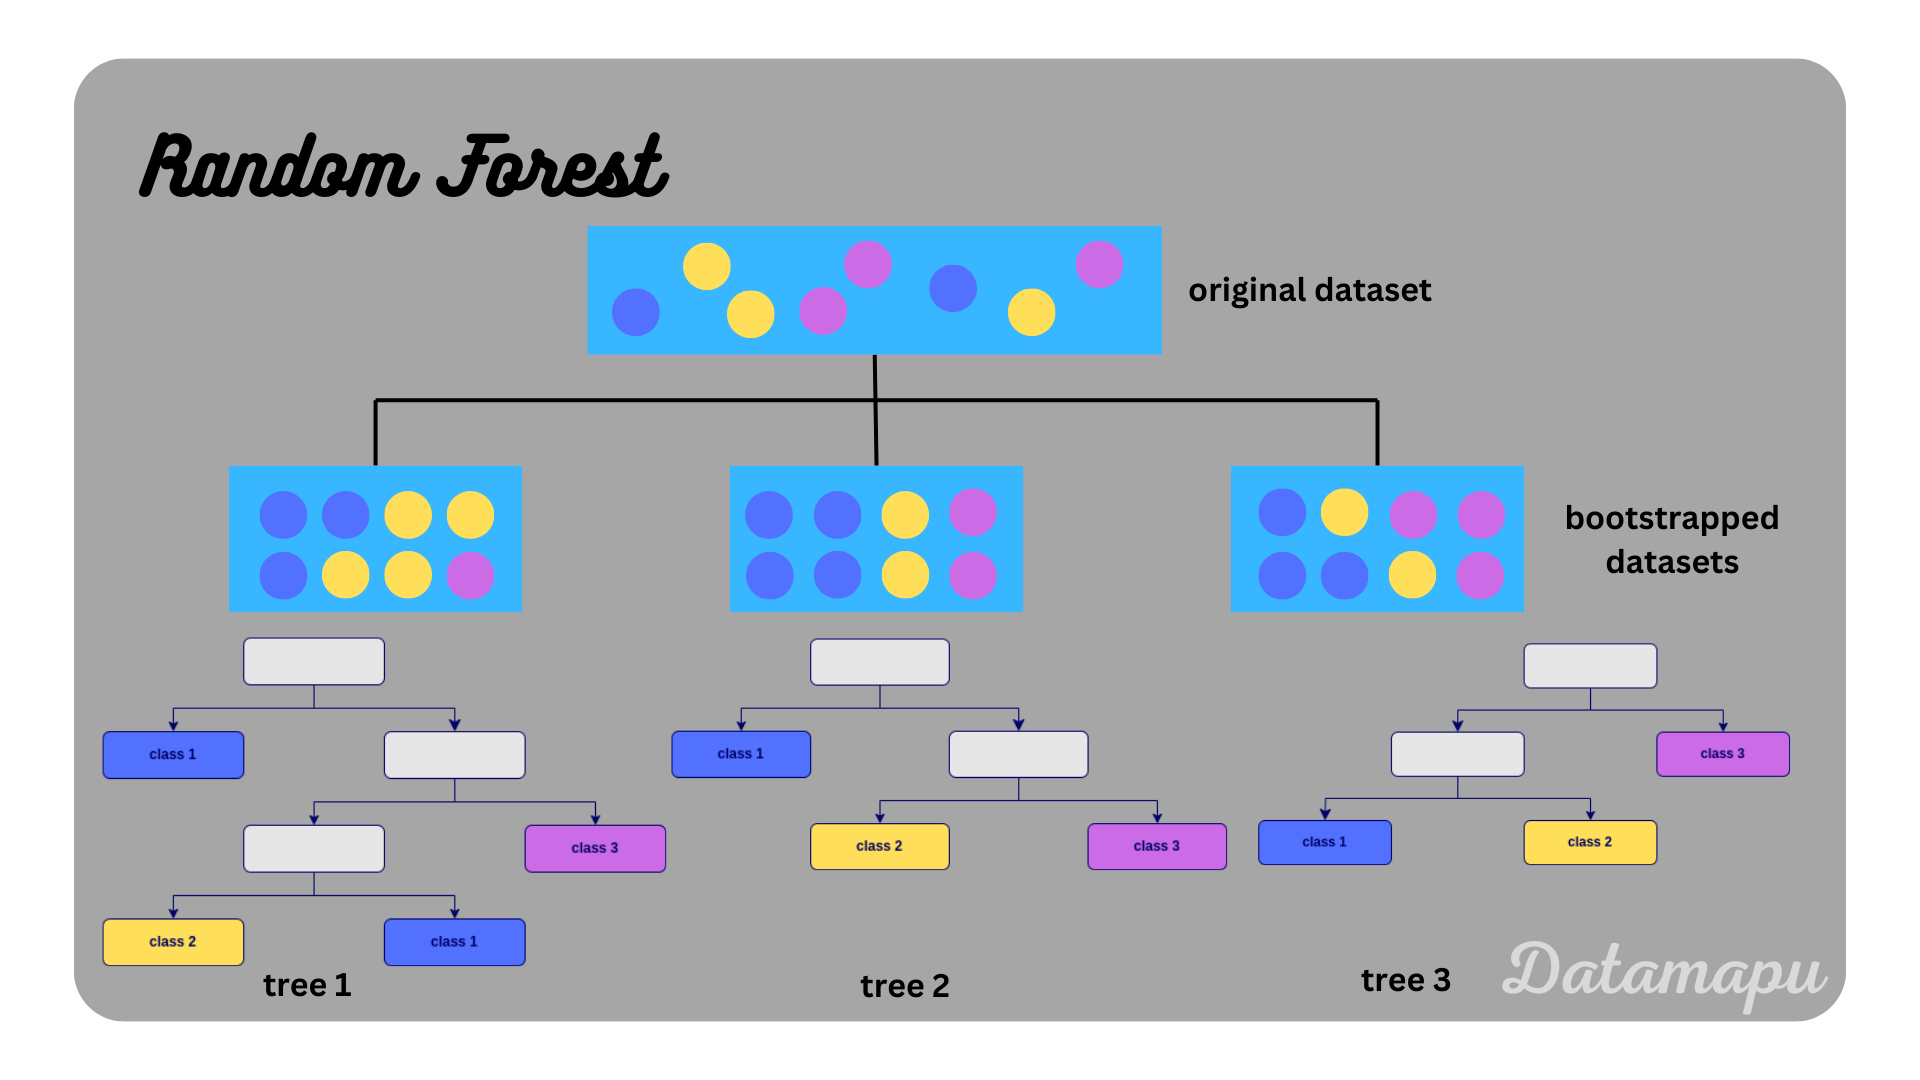 Random Forest
original dataset
bootstrapped
datasets
class 1
class 3
class 2
class 1
tree 1
class 1
class 2
class 3
tree 2
class 3
class 1
class 2
tree 3
Datamapu